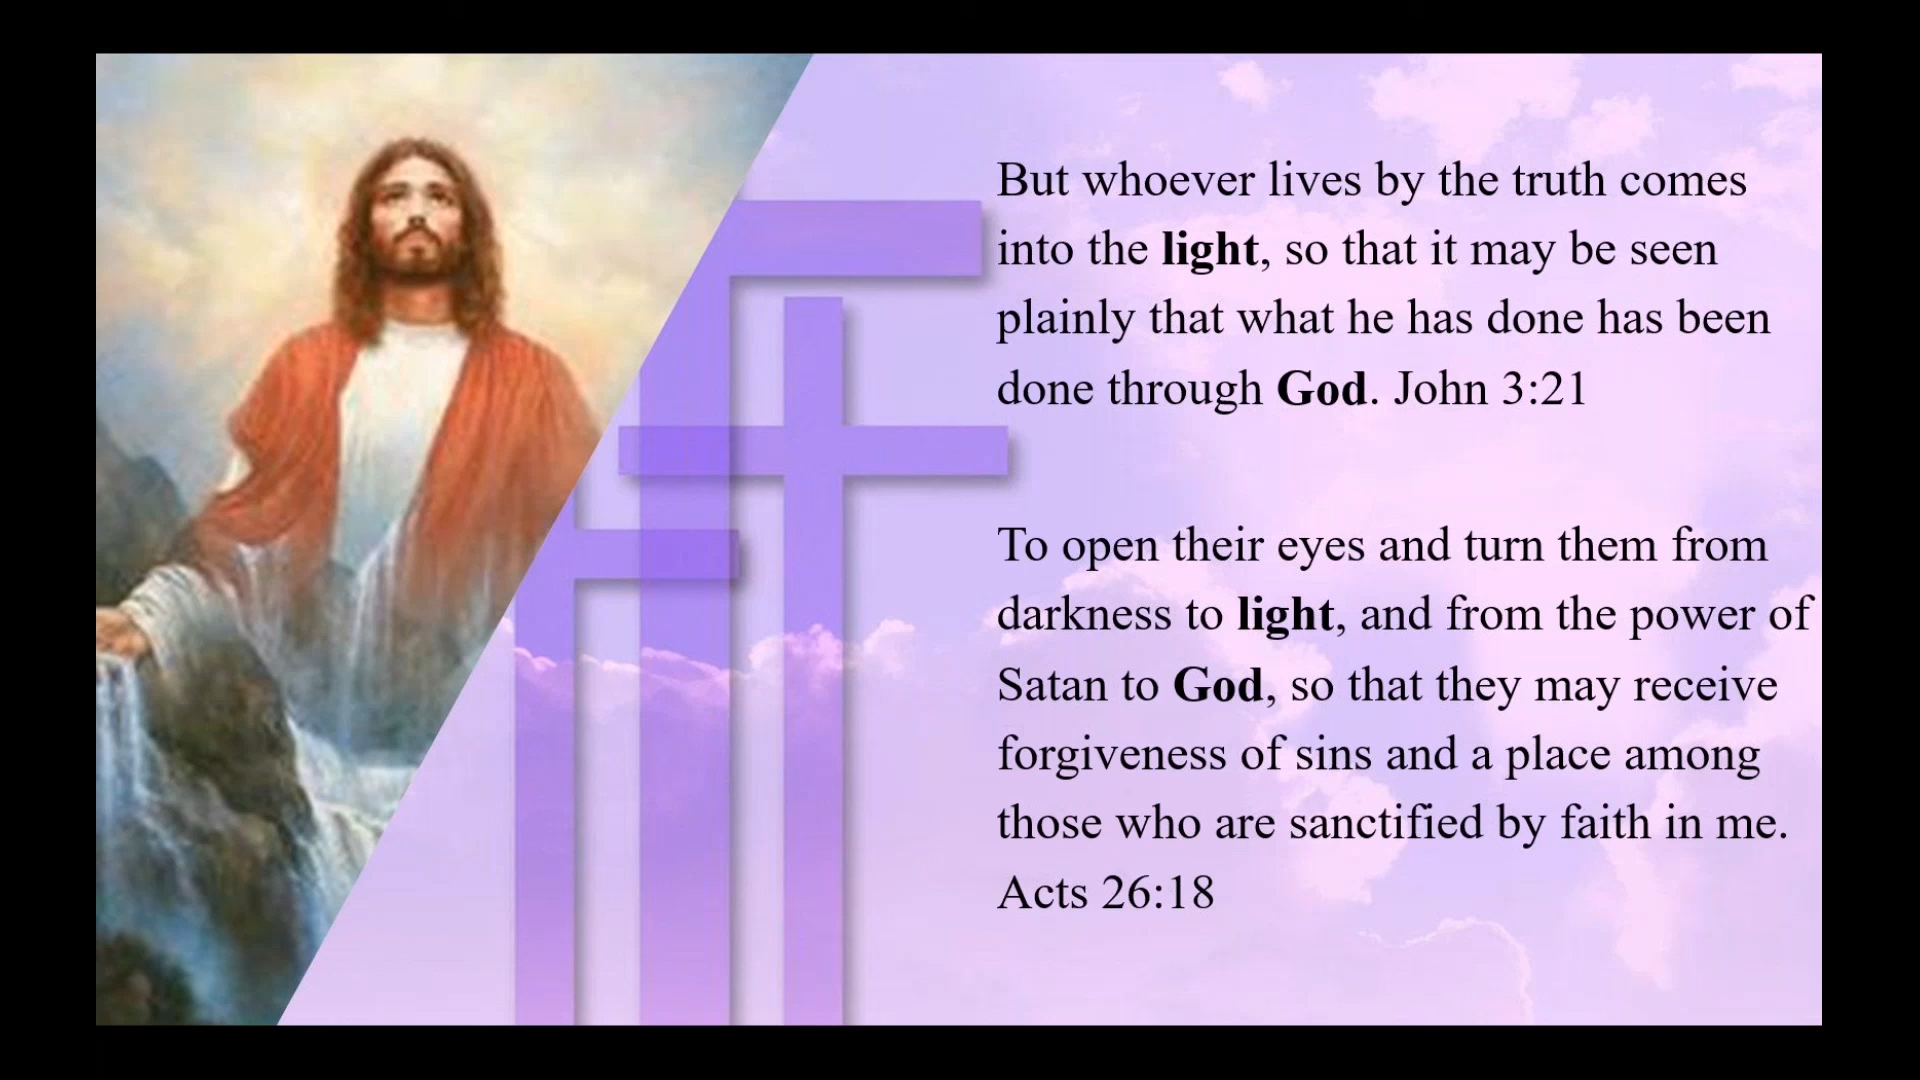 But whoever lives by the truth comes
into the light, so that it may be seen
plainly that what he has done has been
done through God. John 3:21
To open their eyes and turn them from
darkness to light, and from the power of
Satan to God, so that they may receive
forgiveness of sins and a place among
those who are sanctified by faith in me.
Acts 26:18